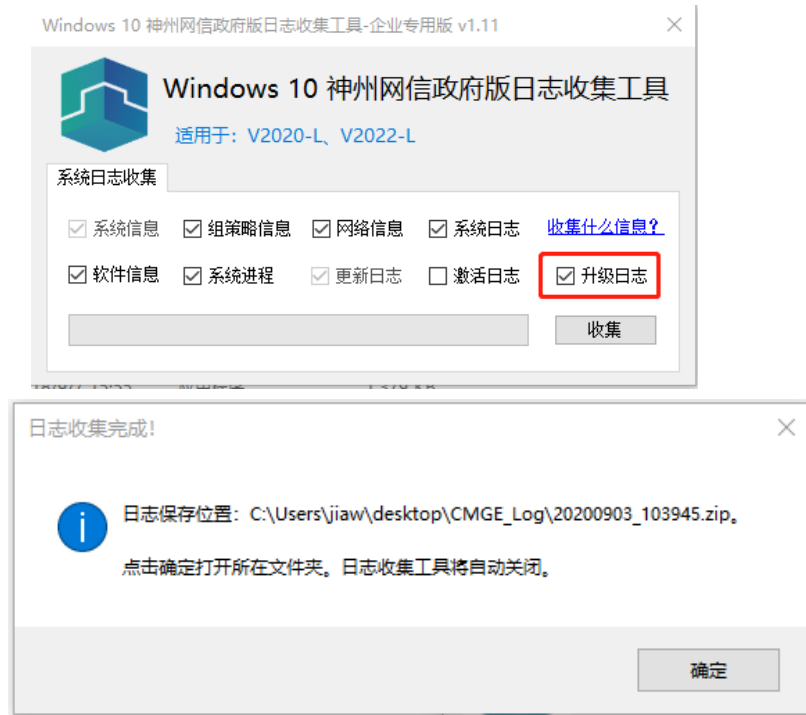 Windows 10 神州网信政府版日志收集工具-企业专用版 v1.11
Windows 10 神州网信政府版日志收集工具
适用于：V2020-L、V2022-L
系统日志收集
系统信息 组策略信息 网络信息 系统日志 收集什么信息?
软件信息 系统进程 更新日志 激活日志 升级日志
收集
日志保存完成!
日志保存位置：C:\Users\jiaw\desktop\CMGE_Log\20200903_103945.zip。
点击确定打开所在文件夹。日志收集工具将自动关闭。
确定